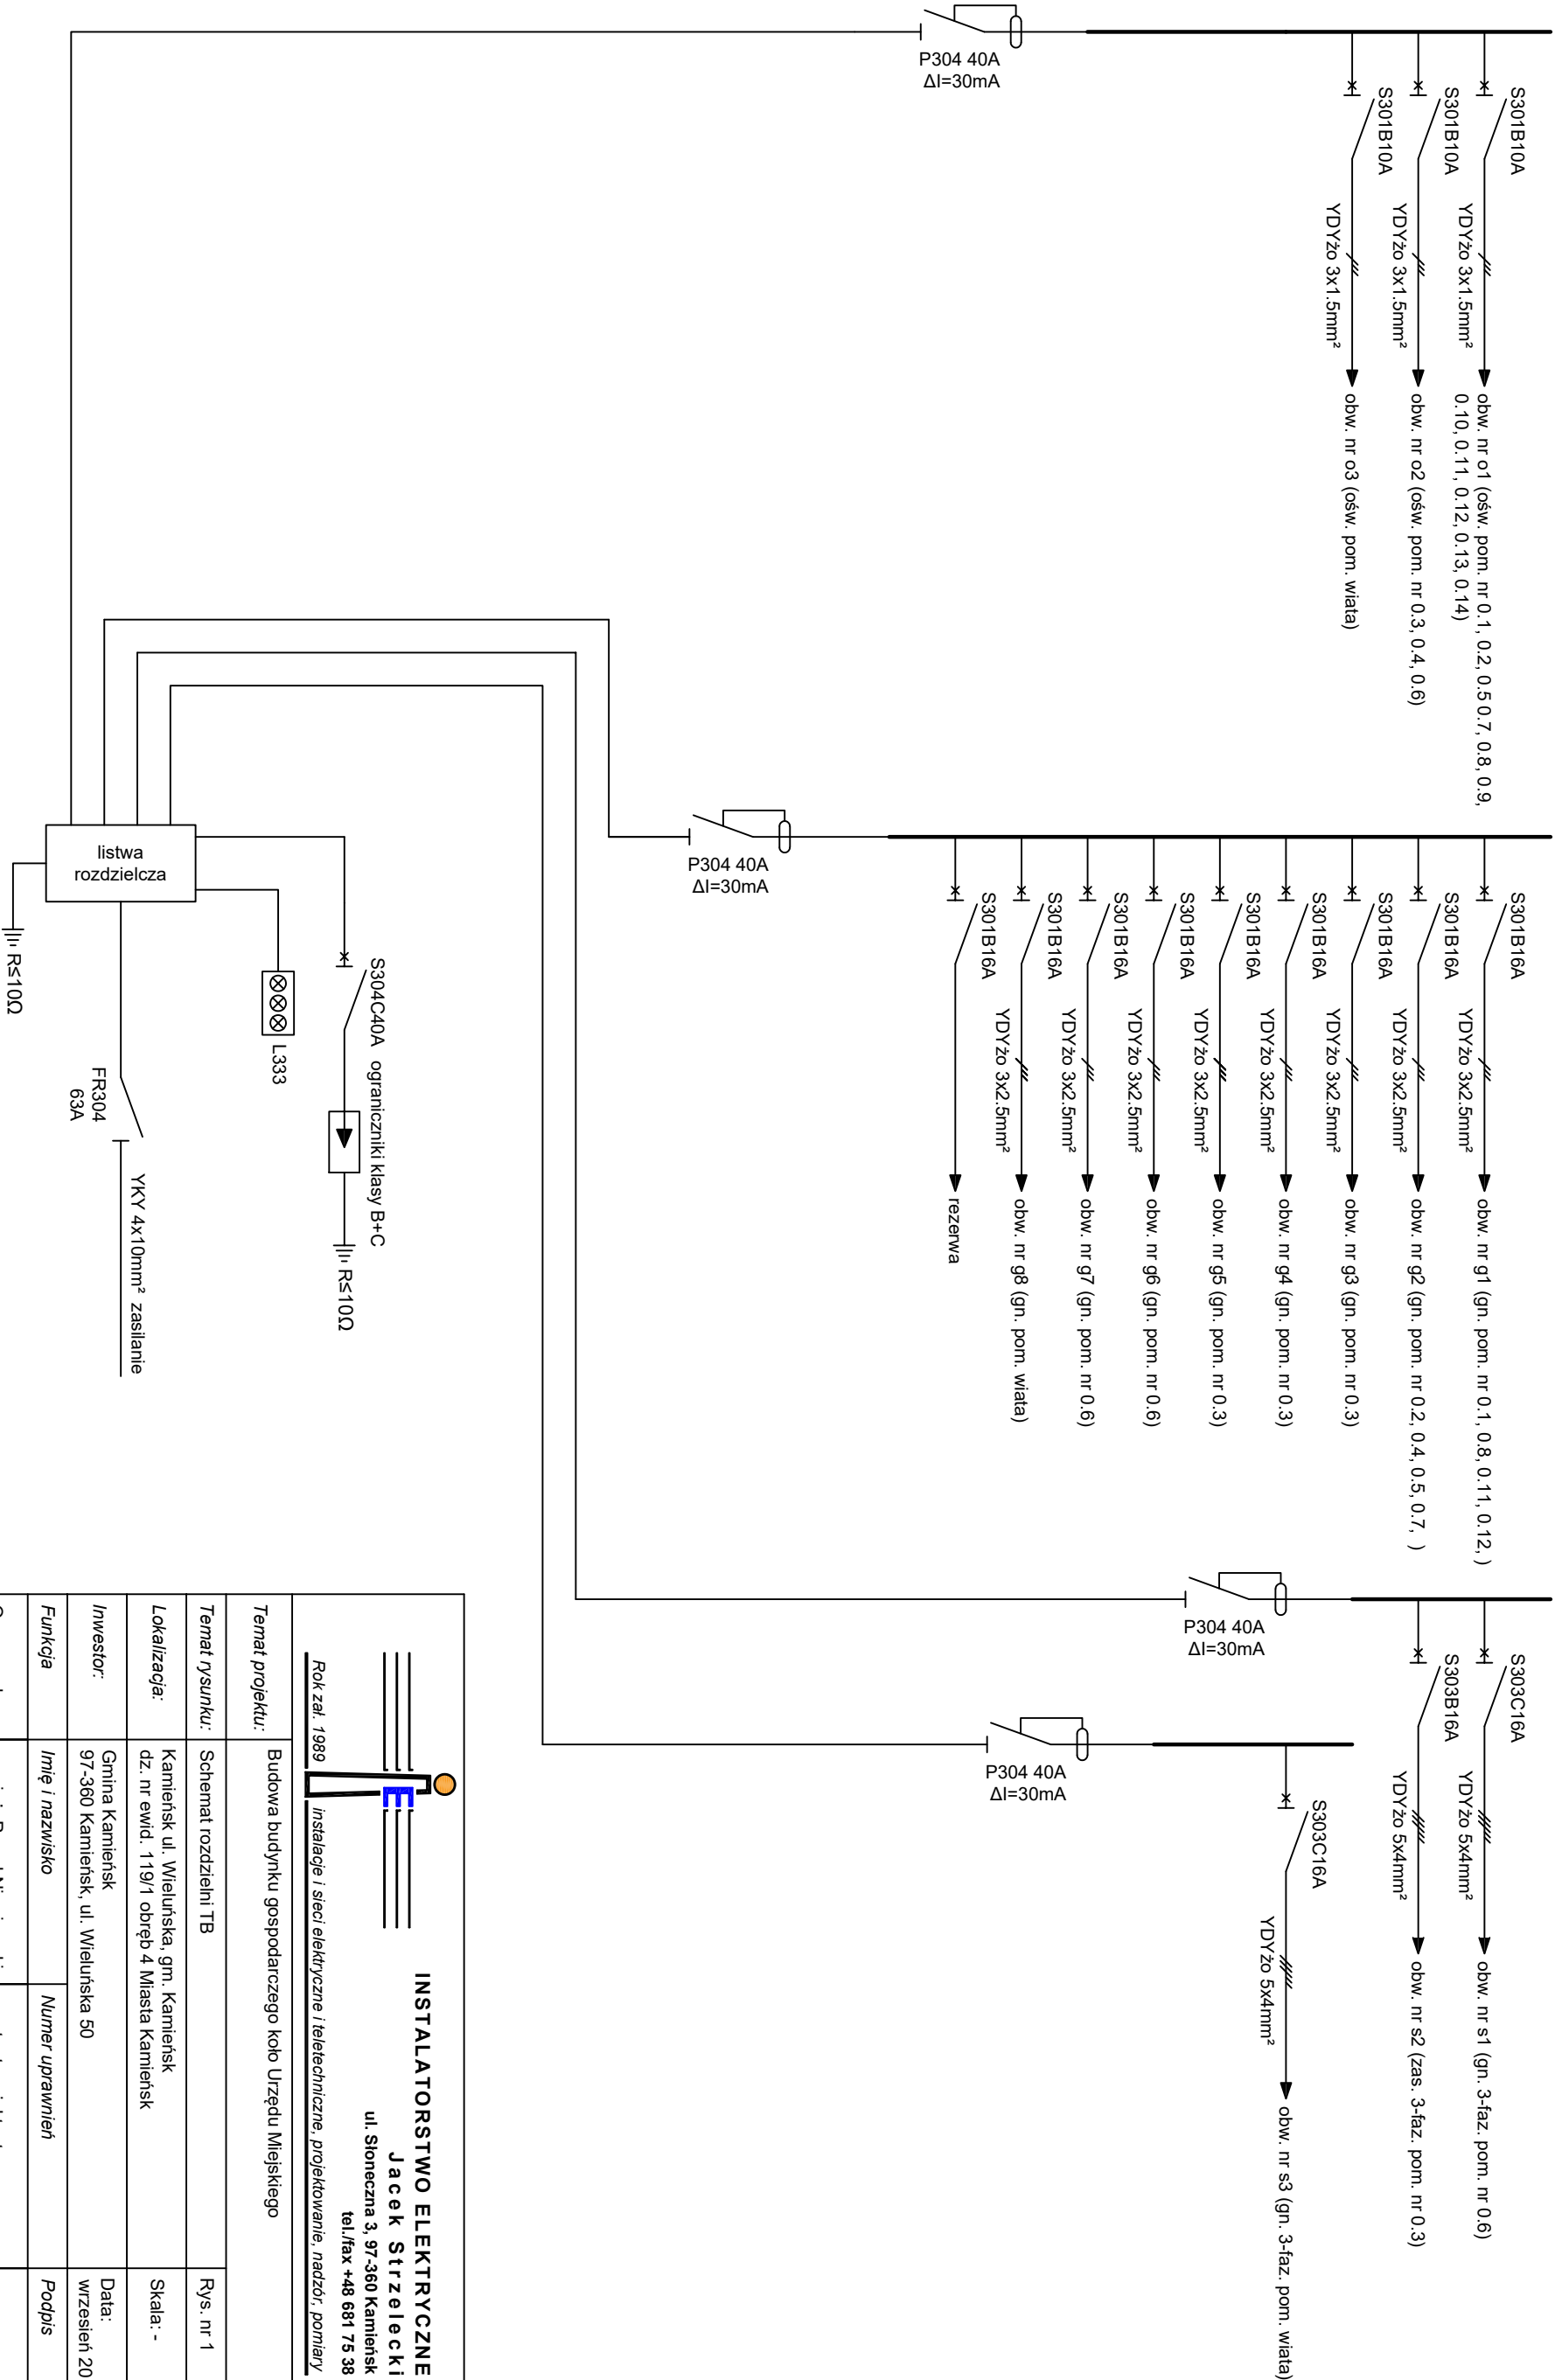 P304 40A
ΔI=30mA
S301B10A
YDYżo 3x1.5mm²
obw. nr o1 (ośw. pom. nr 0.1, 0.2, 0.5 0.7, 0.8, 0.9,
0.10, 0.11, 0.12, 0.13, 0.14)
S301B10A
YDYżo 3x1.5mm²
obw. nr o2 (ośw. pom. nr 0.3, 0.4, 0.6)
S301B10A
YDYżo 3x1.5mm²
obw. nr o3 (ośw. pom. wiata)
P304 40A
ΔI=30mA
S301B16A
YDYżo 3x2.5mm²
obw. nr g1 (gn. pom. nr 0.1, 0.8, 0.11, 0.12, )
S301B16A
YDYżo 3x2.5mm²
obw. nr g2 (gn. pom. nr 0.2, 0.4, 0.5, 0.7, )
S301B16A
YDYżo 3x2.5mm²
obw. nr g3 (gn. pom. nr 0.3)
S301B16A
YDYżo 3x2.5mm²
obw. nr g4 (gn. pom. nr 0.3)
S301B16A
YDYżo 3x2.5mm²
obw. nr g5 (gn. pom. nr 0.3)
S301B16A
YDYżo 3x2.5mm²
obw. nr g6 (gn. pom. nr 0.6)
S301B16A
YDYżo 3x2.5mm²
obw. nr g7 (gn. pom. nr 0.6)
S301B16A
YDYżo 3x2.5mm²
obw. nr g8 (gn. pom. wiata)
S301B16A
rezerwa
P304 40A
ΔI=30mA
S303C16A
YDYżo 5x4mm²
obw. nr s1 (gn. 3-faz. pom. nr 0.6)
S303B16A
YDYżo 5x4mm²
obw. nr s2 (zas. 3-faz. pom. nr 0.3)
P304 40A
ΔI=30mA
S303C16A
YDYżo 5x4mm²
obw. nr s3 (gn. 3-faz. pom. wiata)
listwa
rozdzielcza
R≤10Ω
S304C40A ograniczniki klasy B+C
R≤10Ω
L333
FR304
63A
YKY 4x10mm² zasilanie
INSTALATORSTWO ELEKTRYCZNE
Jacek Strzelecki
ul. Słoneczna 3, 97-360 Kamieńsk
tel./fax +48 681 75 38
E
Rok zał. 1989 instalacje i sieci elektryczne i teletechniczne, projektowanie, nadzór, pomiary
Temat projektu: Budowa budynku gospodarczego koło Urzędu Miejskiego
Temat rysunku: Schemat rozdzielni TB Rys. nr 1
Lokalizacja: Kamieńsk ul. Wieluńska, gm. Kamieńsk
dz. nr ewid. 119/1 obręb 4 Miasta Kamieńsk
Skala: -
Inwestor: Gmina Kamieńsk
97-360 Kamieńsk, ul. Wieluńska 50
Data:
wrzesień 20
Funkcja Imię i nazwisko Numer uprawnień Podpis